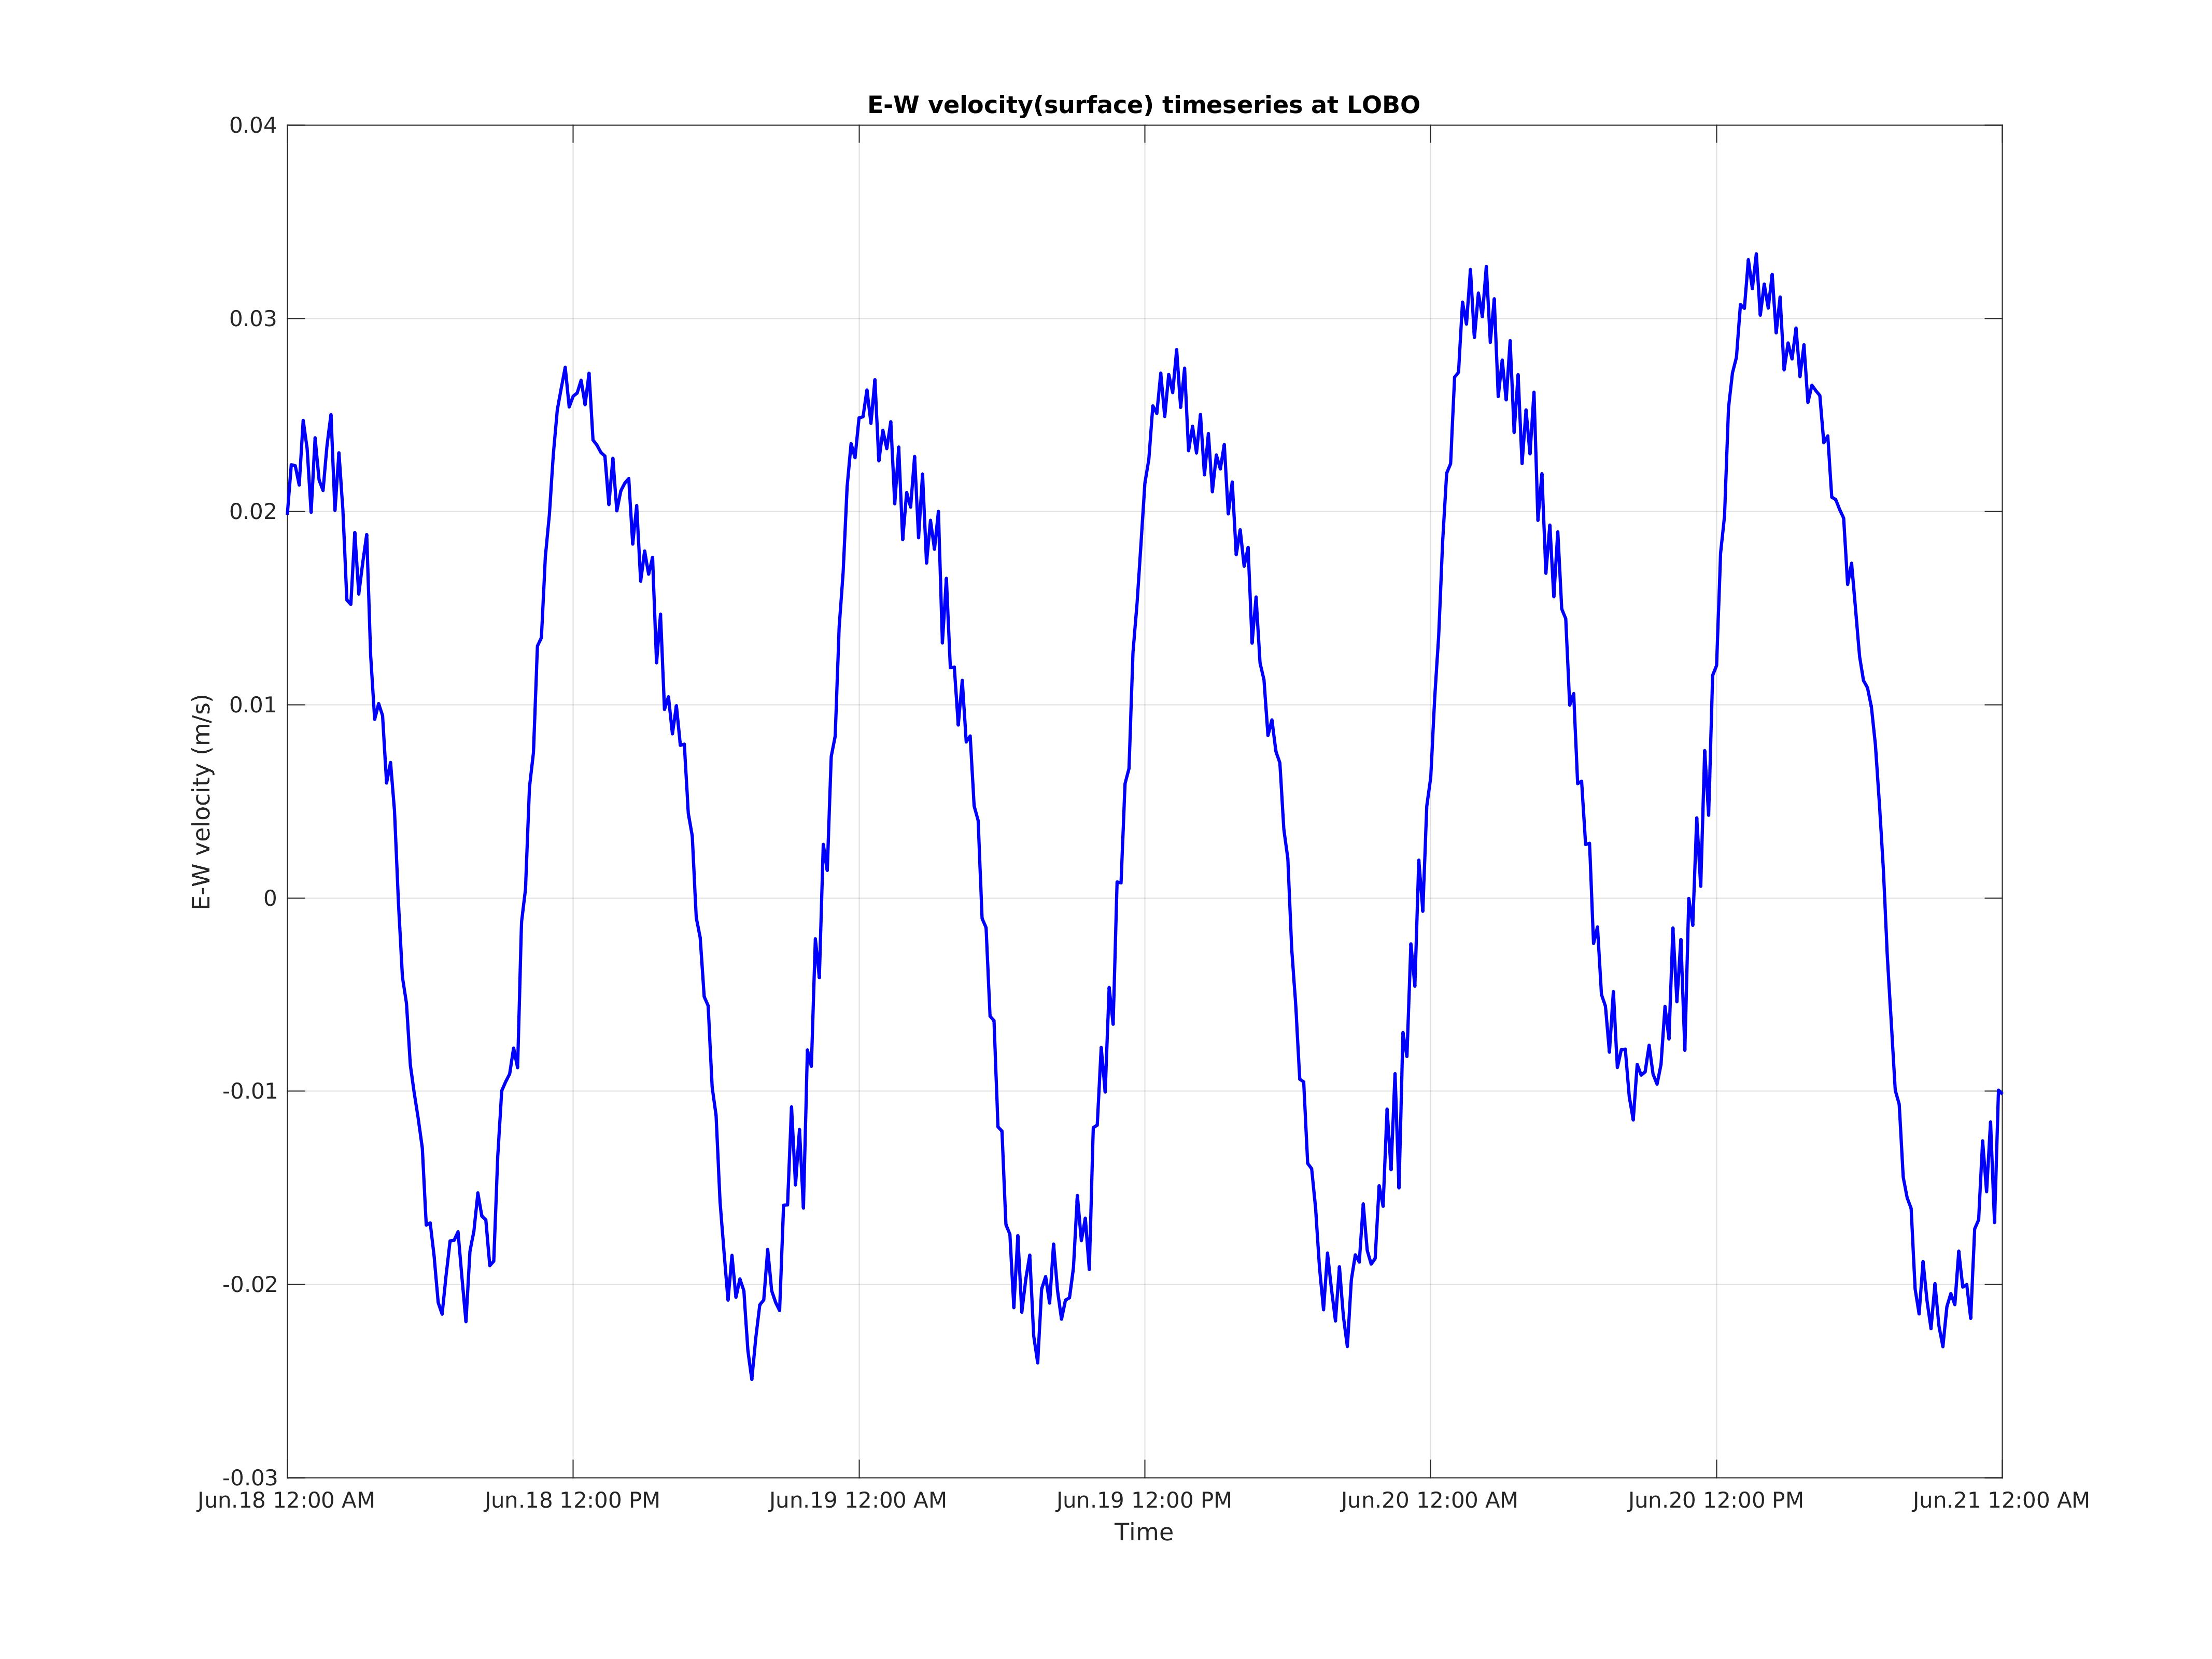 E-W velocity(surface) timeseries at LOBO
0.04
0.03
0.02
0.01
0
-0.01
-0.02
-0.03
E-W velocity (m/s)
Jun.18 12:00 AM
Jun.18 12:00 PM
Jun.19 12:00 AM
Jun.19 12:00 PM
Jun.20 12:00 AM
Jun.20 12:00 PM
Jun.21 12:00 AM
Time